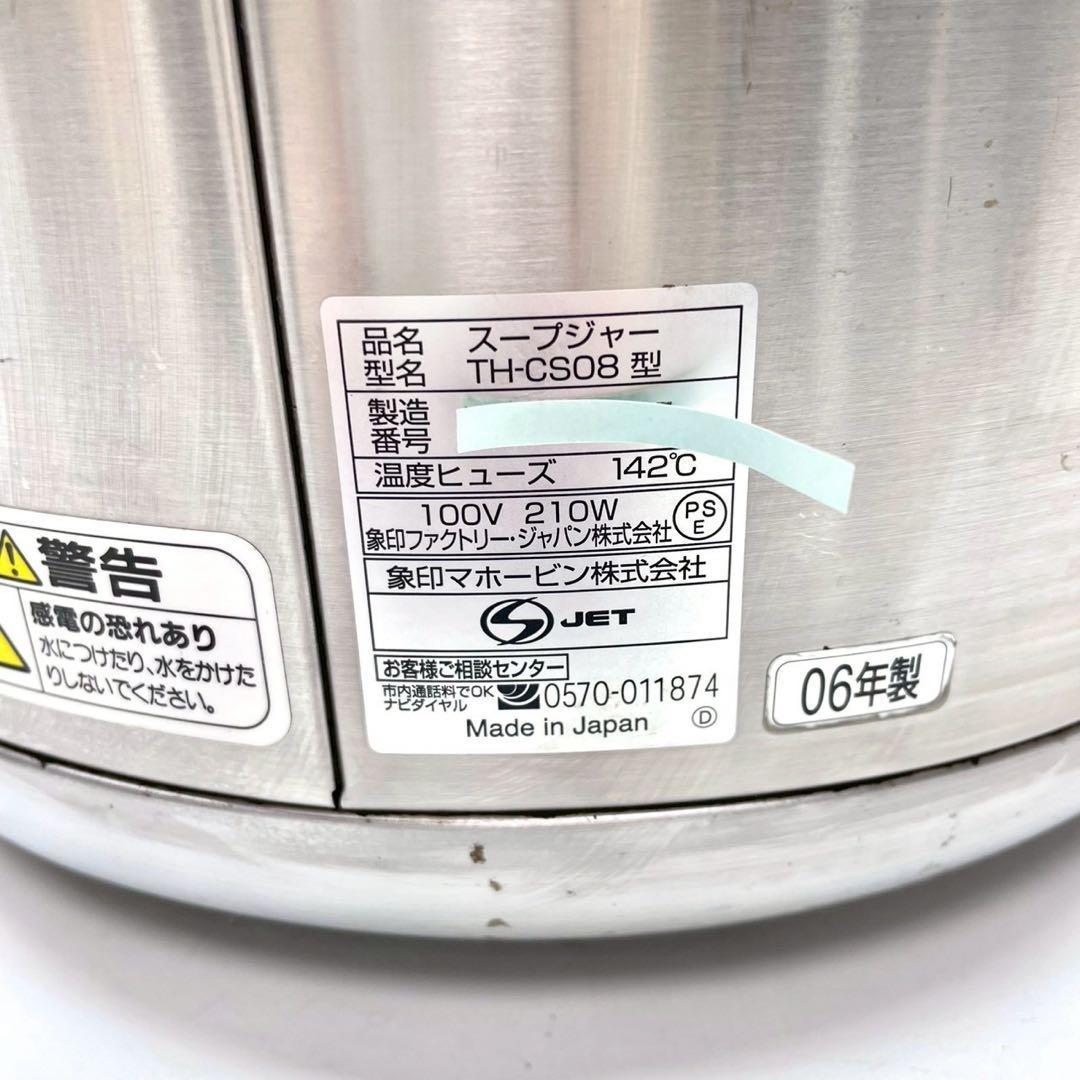 品名 スープジャー
型名 TH-CS08 型
製造
番号
温度ヒューズ 142℃
100V 210W
象印ファクトリー・ジャパン株式会社
PS
E
象印マホービン株式会社
JET
お客様ご相談センター
市内通話料でOK
ナビダイヤル 0570-011874
Made in Japan D
警告
感電の恐れあり
水につけたり、水をかけた
りしないでください。
06年製